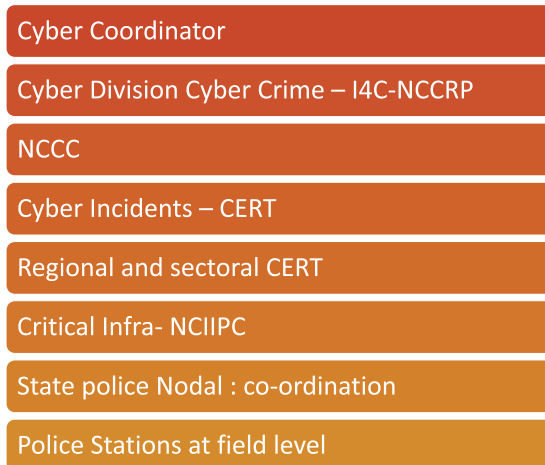 Cyber Coordinator
Cyber Division Cyber Crime – I4C-NCCRP
NCCC
Cyber Incidents – CERT
Regional and sectoral CERT
Critical Infra- NCIIPC
State police Nodal : co-ordination
Police Stations at field level